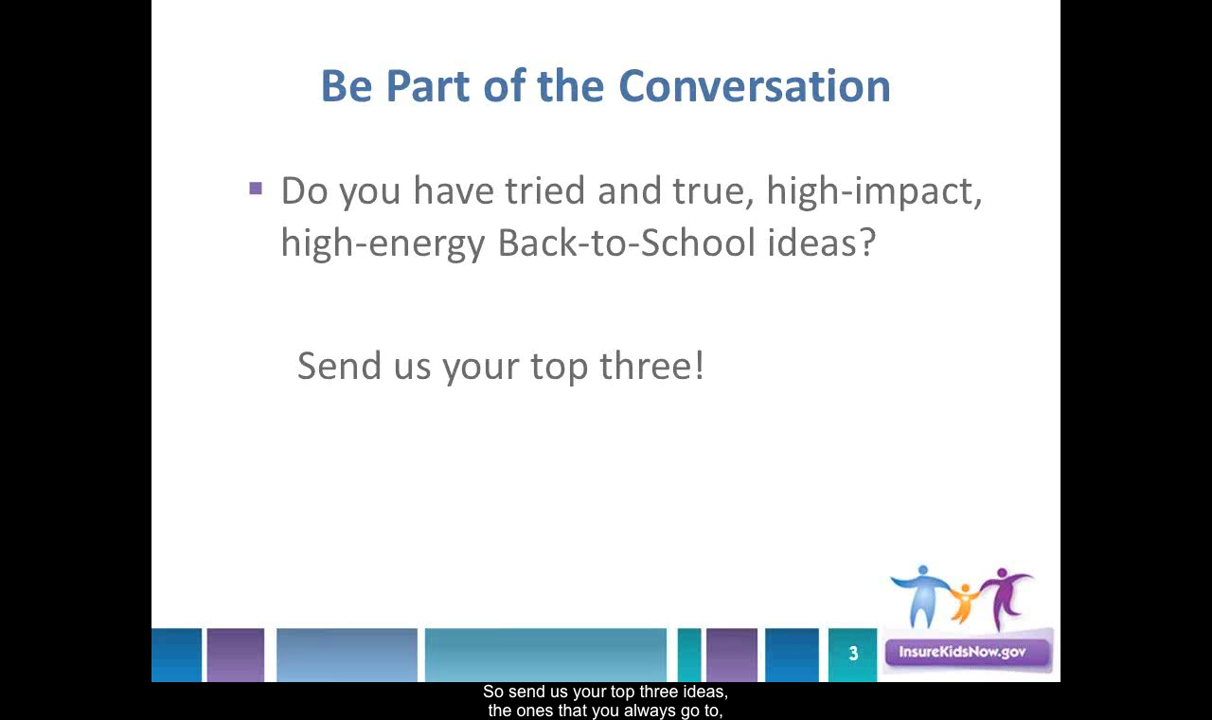 Be Part of the Conversation
▪ Do you have tried and true, high-impact,
high-energy Back-to-School ideas?
Send us your top three!
3
InsureKidsNow.gov
So send us your top three ideas,
the ones that you always go to,